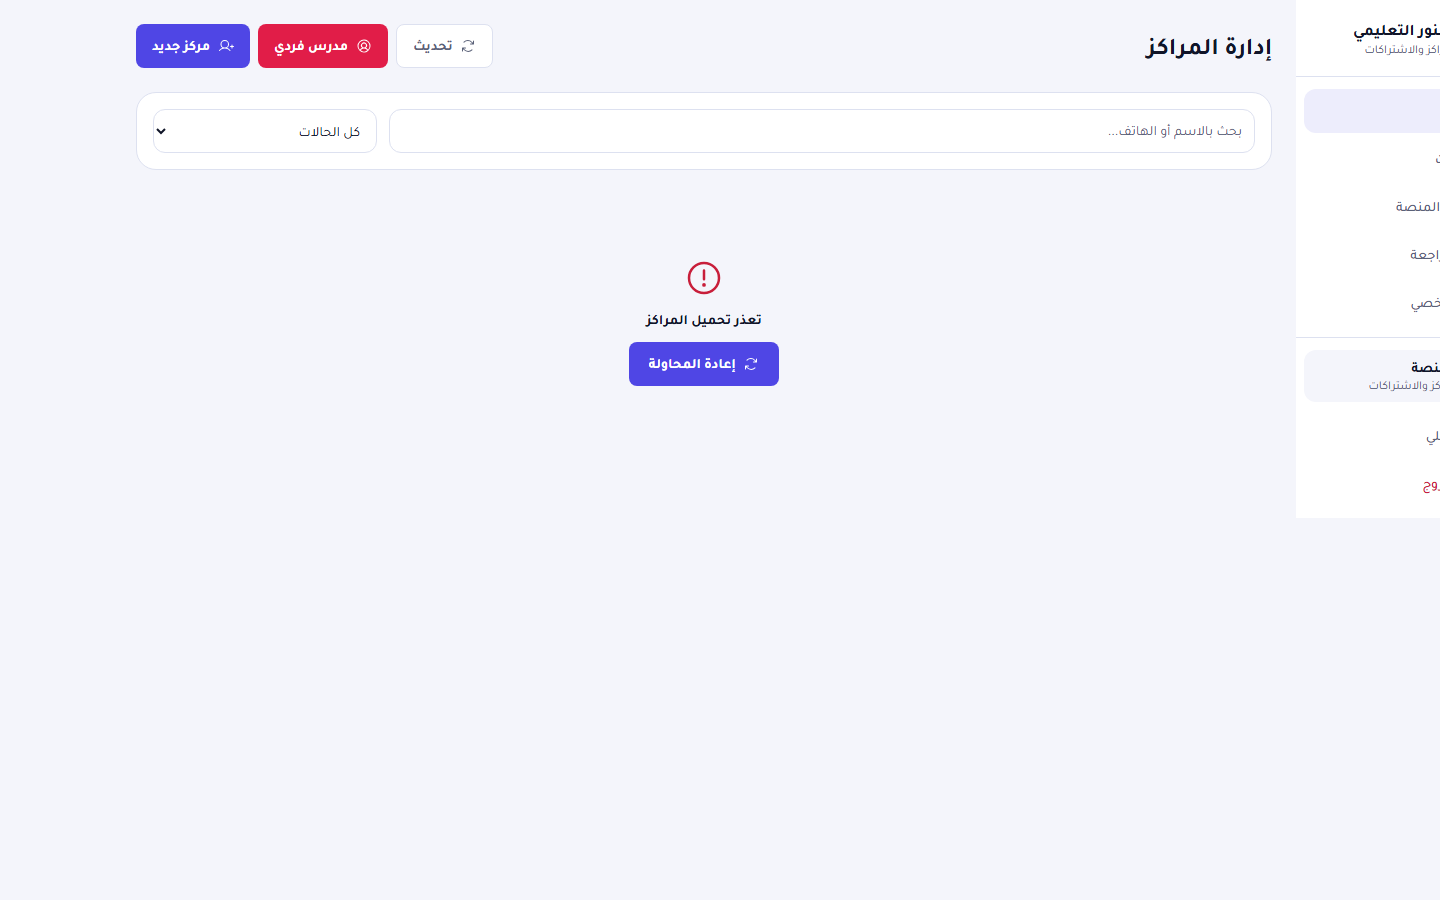 التعليمي
والاشتراكات
المنصة
والاشتراكات
إدارة المراكز
تحديث
مدرس فردي
مركز جديد
بحث بالاسم أو الهاتف...
كل الحالات
تعذر تحميل المراكز
إعادة المحاولة